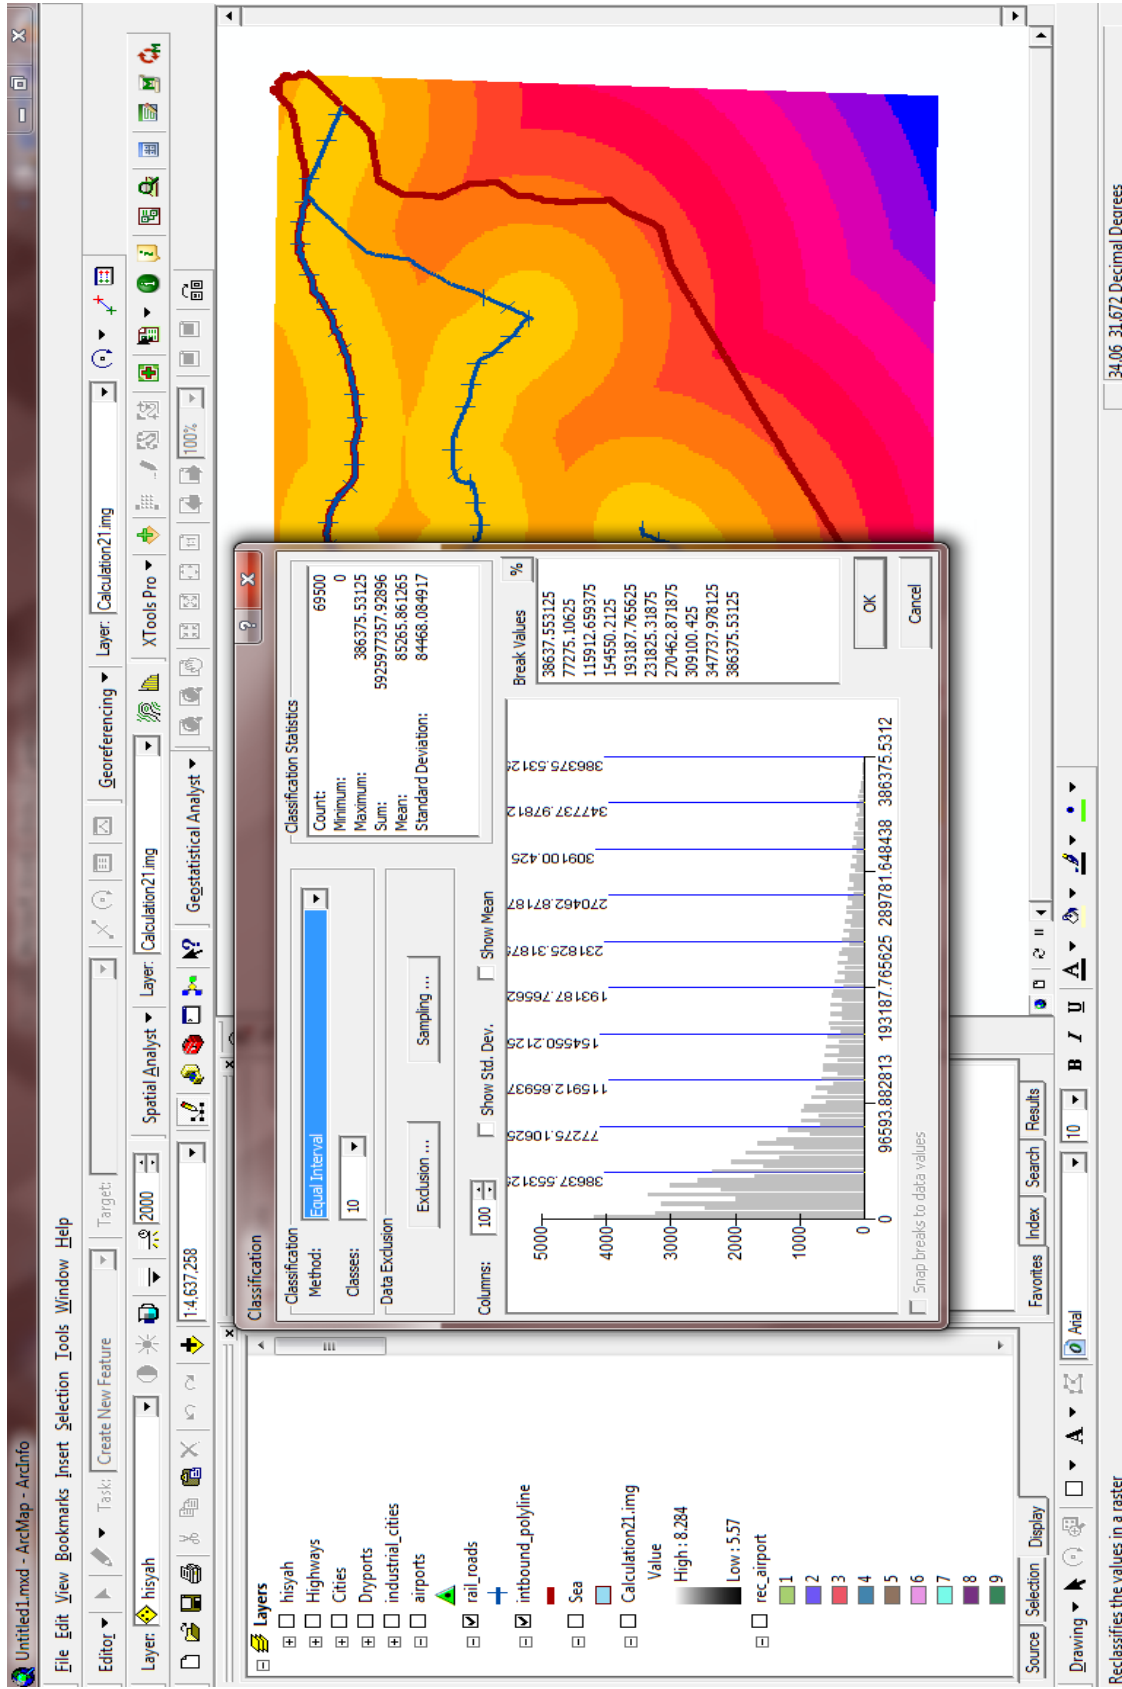 Untitled1.mxd - ArcMap - ArcInfo
File Edit View Bookmarks Insert Selection Tools Window Help
Editor Task: Create New Feature Target: Georeferencing Layer: Calculation21.img
Layer: hisyah 2000 Spatial Analyst Layer: Calculation21.img XTools Pro
1:4,637,258 Geostatistical Analyst 100%
Layers
hisyah
Highways
Cities
Dryports
industrial_cities
airports
rail_roads
intbound_polyline
Sea
Calculation21.img
Value
High : 8.284
Low : 5.57
rec_airport
1
2
3
4
5
6
7
8
9
Source Selection Display
Favorites Index Search Results
Classification
Classification
Method: Equal Interval
Classes: 10
Data Exclusion
Exclusion ... Sampling ...
Classification Statistics
Count: 69500
Minimum: 0
Maximum: 386375.53125
Sum: 5925977357.92896
Mean: 85265.861265
Standard Deviation: 84468.084917
Columns: 100 Show Std. Dev. Show Mean
Break Values %
38637.553125
77275.10625
115912.659375
154550.2125
193187.765625
231825.31875
270462.871875
309100.425
347737.978125
386375.53125
5000
4000
3000
2000
1000
0
38637.553125
77275.10625
115912.65937
154550.2125
193187.76562
231825.31875
270462.87187
309100.425
347737.97812
386375.53125
0 96593.882813 193187.765625 289781.648438 386375.5312
Snap breaks to data values
OK
Cancel
Drawing A Arial 10 B I U A
Reclassifies the values in a raster
34.06 31.672 Decimal Degrees